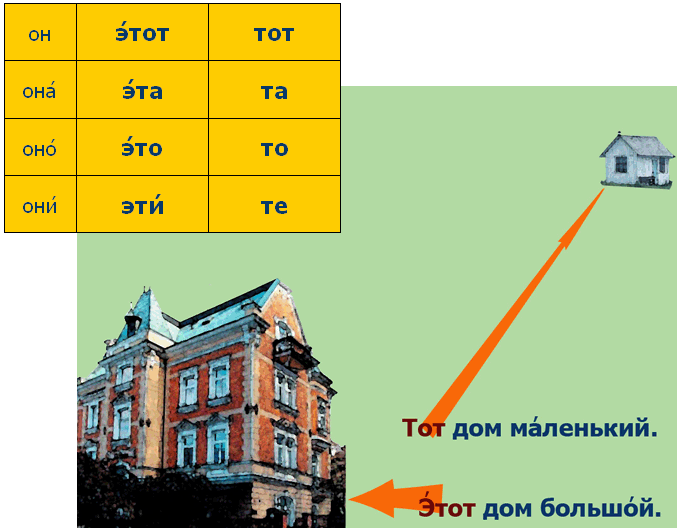 он э́тот тот
она́ э́та та
оно́ э́то то
они́ эти́ те
Тот дом ма́ленький.
Э́тот дом большо́й.